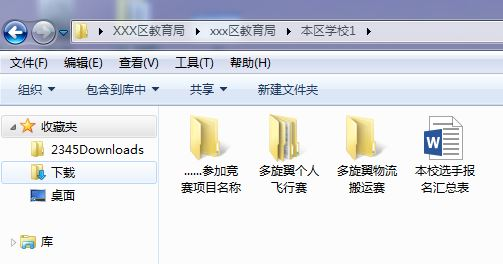 XXX区教育局 ▸ xxx区教育局 ▸ 本区学校1 ▸
文件(F) 编辑(E) 查看(V) 工具(T) 帮助(H)
组织 包含到库中 共享 新建文件夹
收藏夹
2345Downloads
下载
桌面
库
......参加竞
赛项目名称
多旋翼个人
飞行赛
多旋翼物流
搬运赛
本校选手报
名汇总表